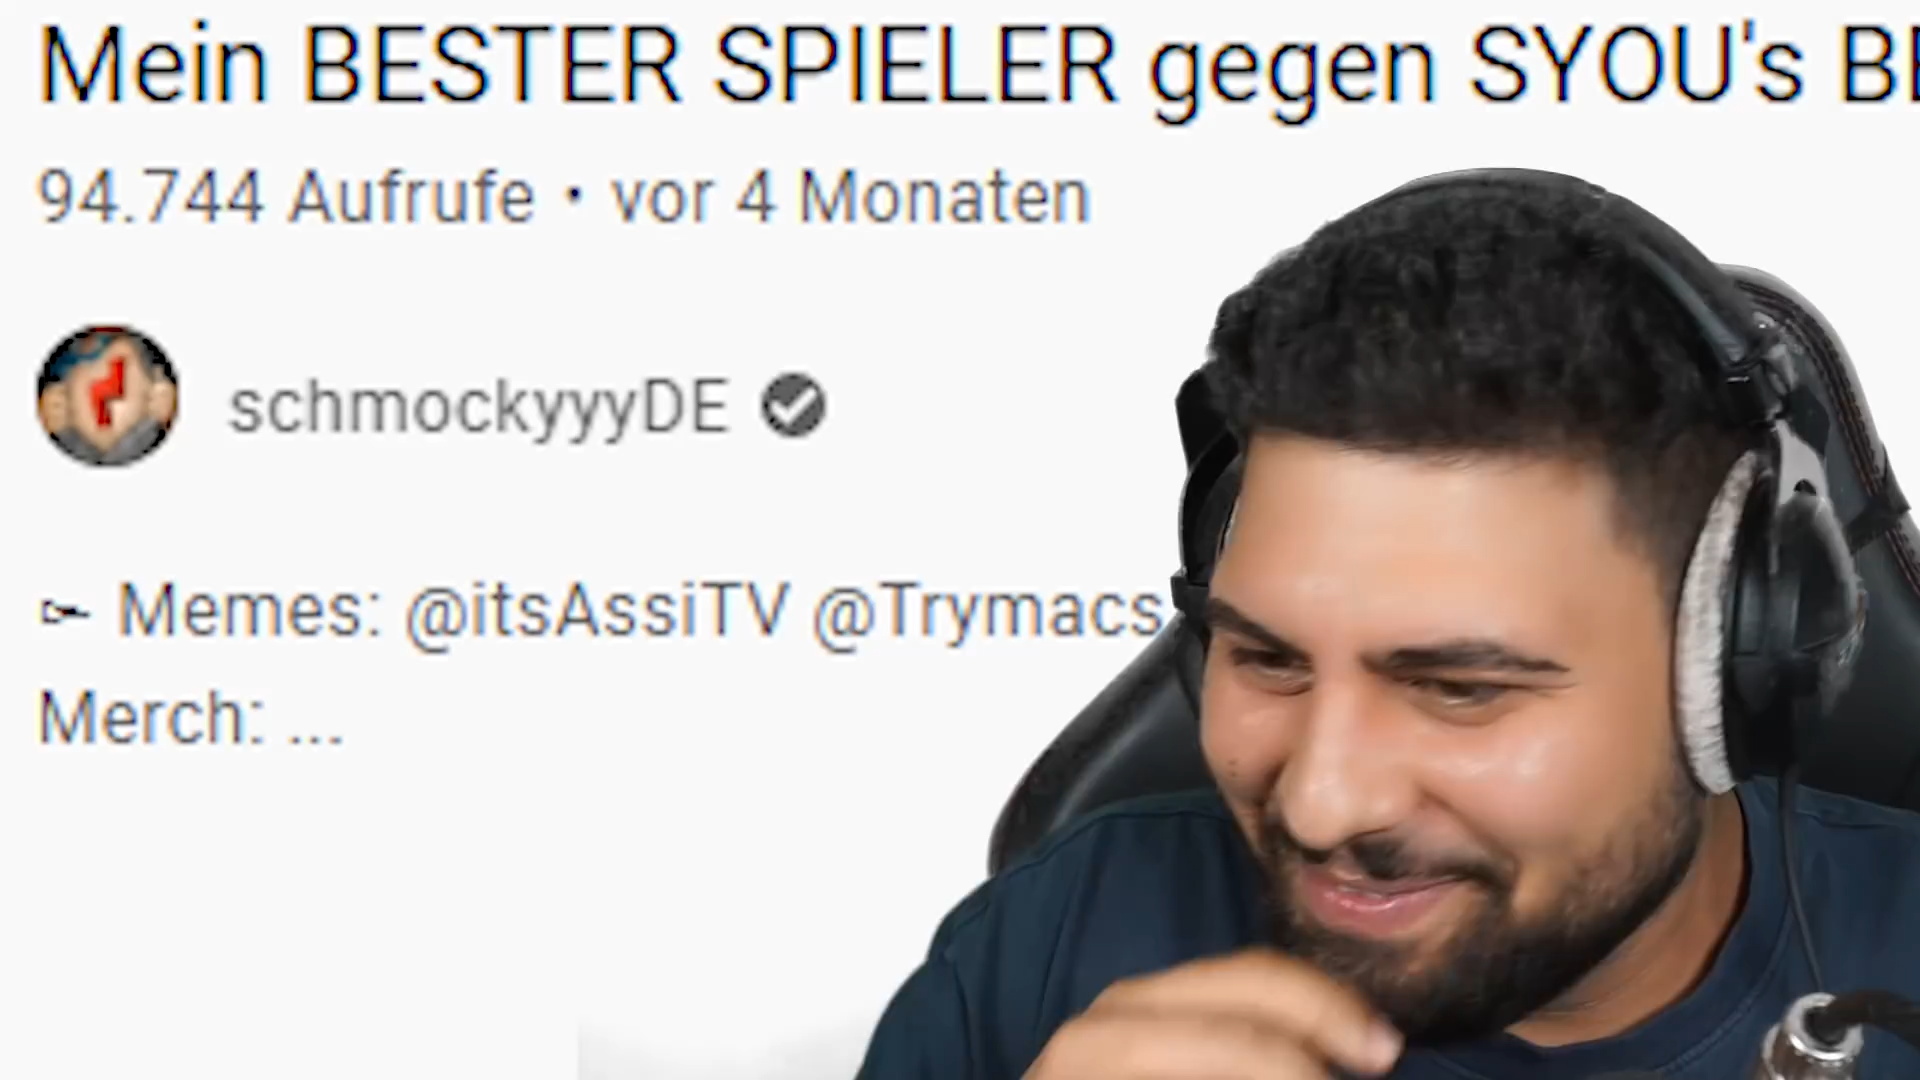 Mein BESTER SPIELER gegen SYOU's
94.744 Aufrufe • vor 4 Monaten
schmockyyyDE
Memes: @itsAssiTV @Trymacs
Merch: ...